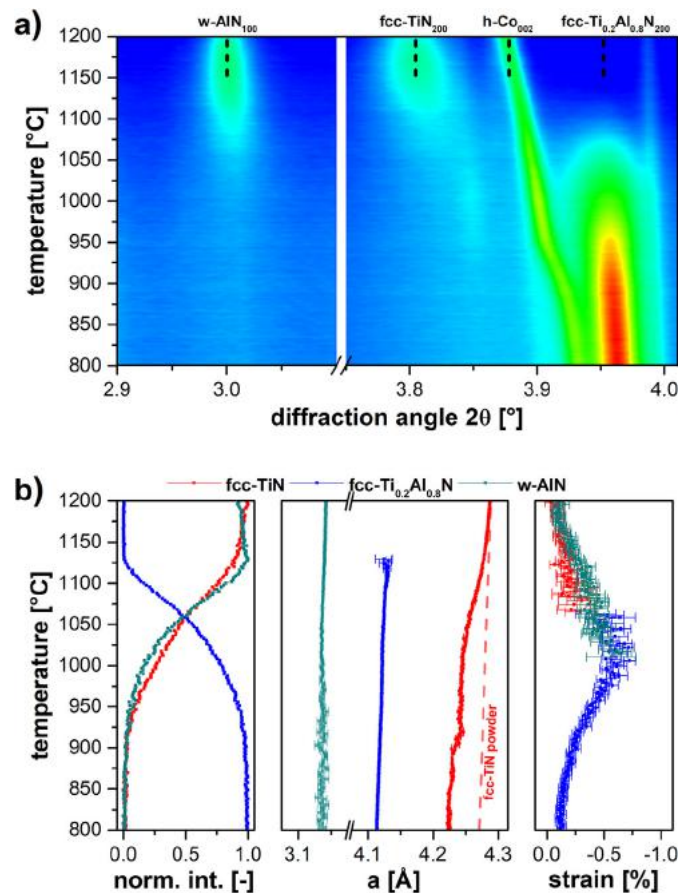 a)
w-AlN100
fcc-TiN200
h-Co002
fcc-Ti0.2Al0.8N200
1200
1150
1100
1050
1000
950
900
850
800
temperature [°C]
2.9
3.0
3.8
3.9
4.0
diffraction angle 2θ [°]
b)
fcc-TiN
fcc-Ti0.2Al0.8N
w-AlN
1200
1150
1100
1050
1000
950
900
850
800
temperature [°C]
fcc-TiN powder
0.0
0.5
1.0
3.1
4.1
4.2
4.3
0.0
-0.5
-1.0
norm. int. [-]
a [Å]
strain [%]